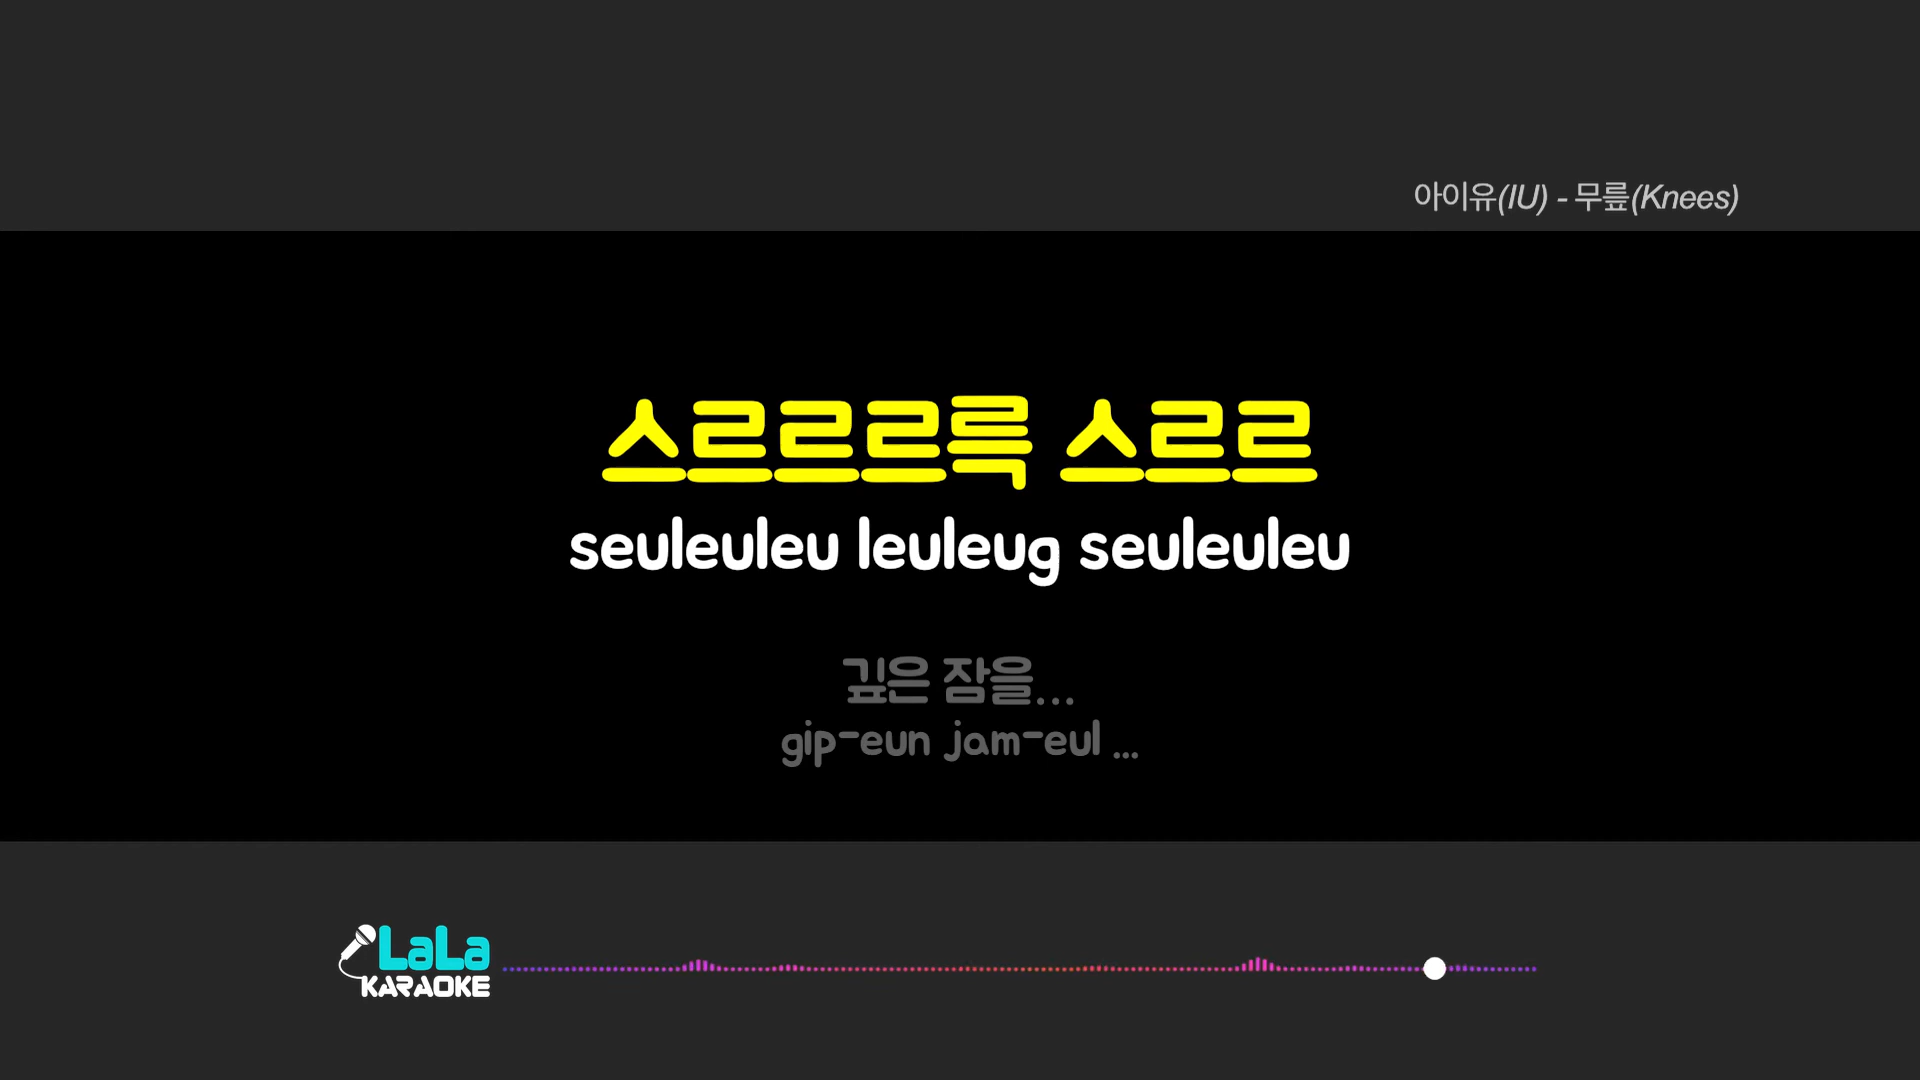 아이유(IU) - 무릎(Knees)
스르르르륵 스르르
seuleuleu leuleug seuleuleu
깊은 잠을...
gip-eun jam-eul ...
LaLa
KARAOKE